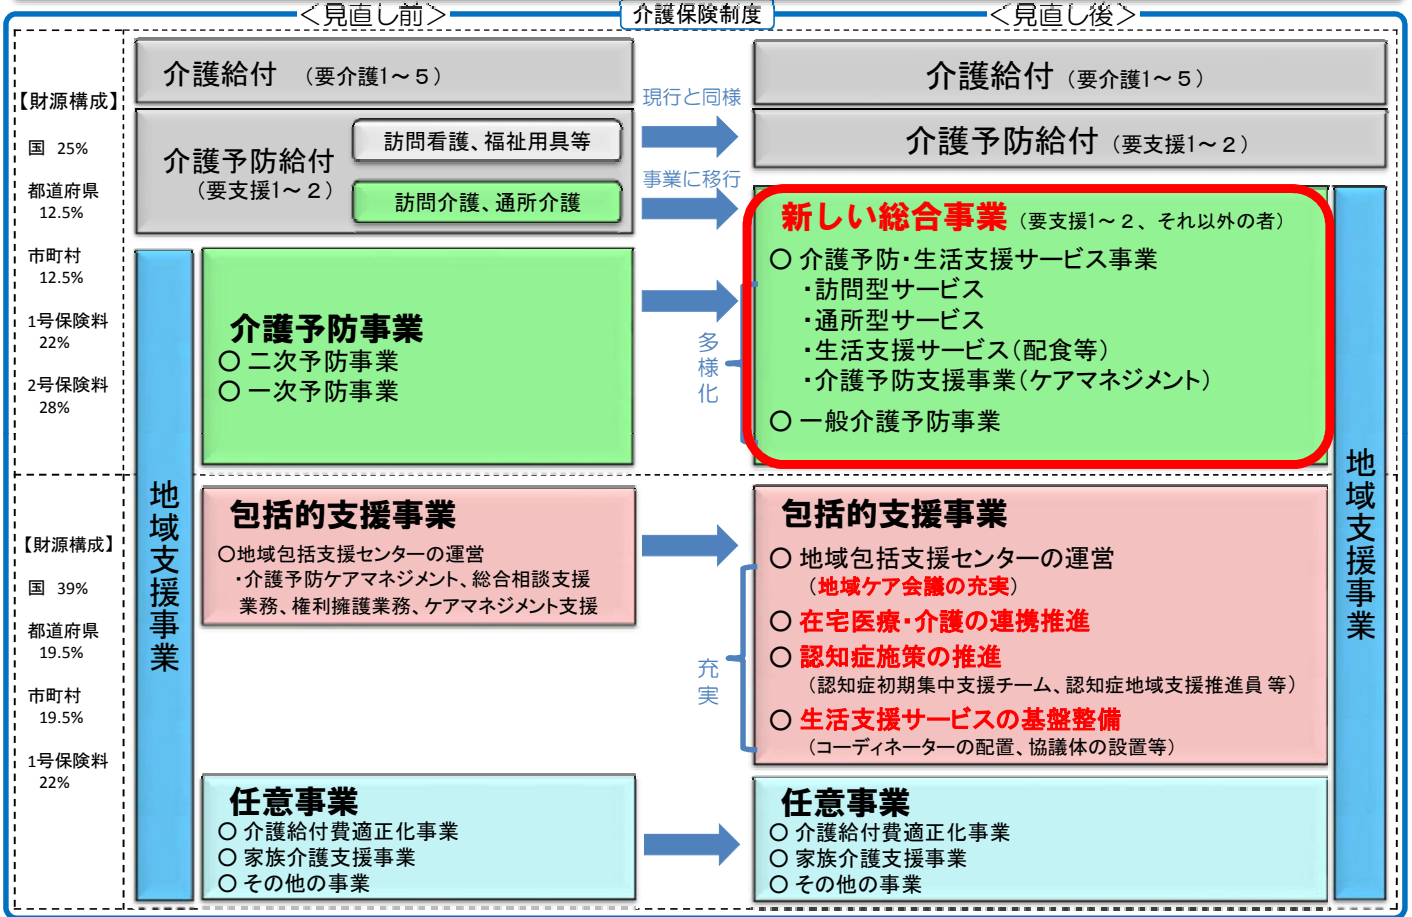 ＜見直し前＞
介護保険制度
＜見直し後＞
【財源構成】
国 25%
都道府県
12.5%
市町村
12.5%
1号保険料
22%
2号保険料
28%
【財源構成】
国 39%
都道府県
19.5%
市町村
19.5%
1号保険料
22%
介護給付 （要介護1～５）
介護予防給付
（要支援1～２）
訪問看護、福祉用具等
訪問介護、通所介護
地域支援事業
介護予防事業
○ 二次予防事業
○ 一次予防事業
包括的支援事業
○地域包括支援センターの運営
・介護予防ケアマネジメント、総合相談支援
業務、権利擁護業務、ケアマネジメント支援
任意事業
○ 介護給付費適正化事業
○ 家族介護支援事業
○ その他の事業
現行と同様
事業に移行
多様化
充実
介護給付（要介護1～５）
介護予防給付（要支援1～２）
新しい総合事業（要支援1～２、それ以外の者）
○ 介護予防・生活支援サービス事業
・訪問型サービス
・通所型サービス
・生活支援サービス（配食等）
・介護予防支援事業（ケアマネジメント）
○ 一般介護予防事業
包括的支援事業
○ 地域包括支援センターの運営
（地域ケア会議の充実）
○ 在宅医療・介護の連携推進
○ 認知症施策の推進
（認知症初期集中支援チーム、認知症地域支援推進員 等）
○ 生活支援サービスの基盤整備
（コーディネーターの配置、協議体の設置等）
任意事業
○ 介護給付費適正化事業
○ 家族介護支援事業
○ その他の事業
地域支援事業